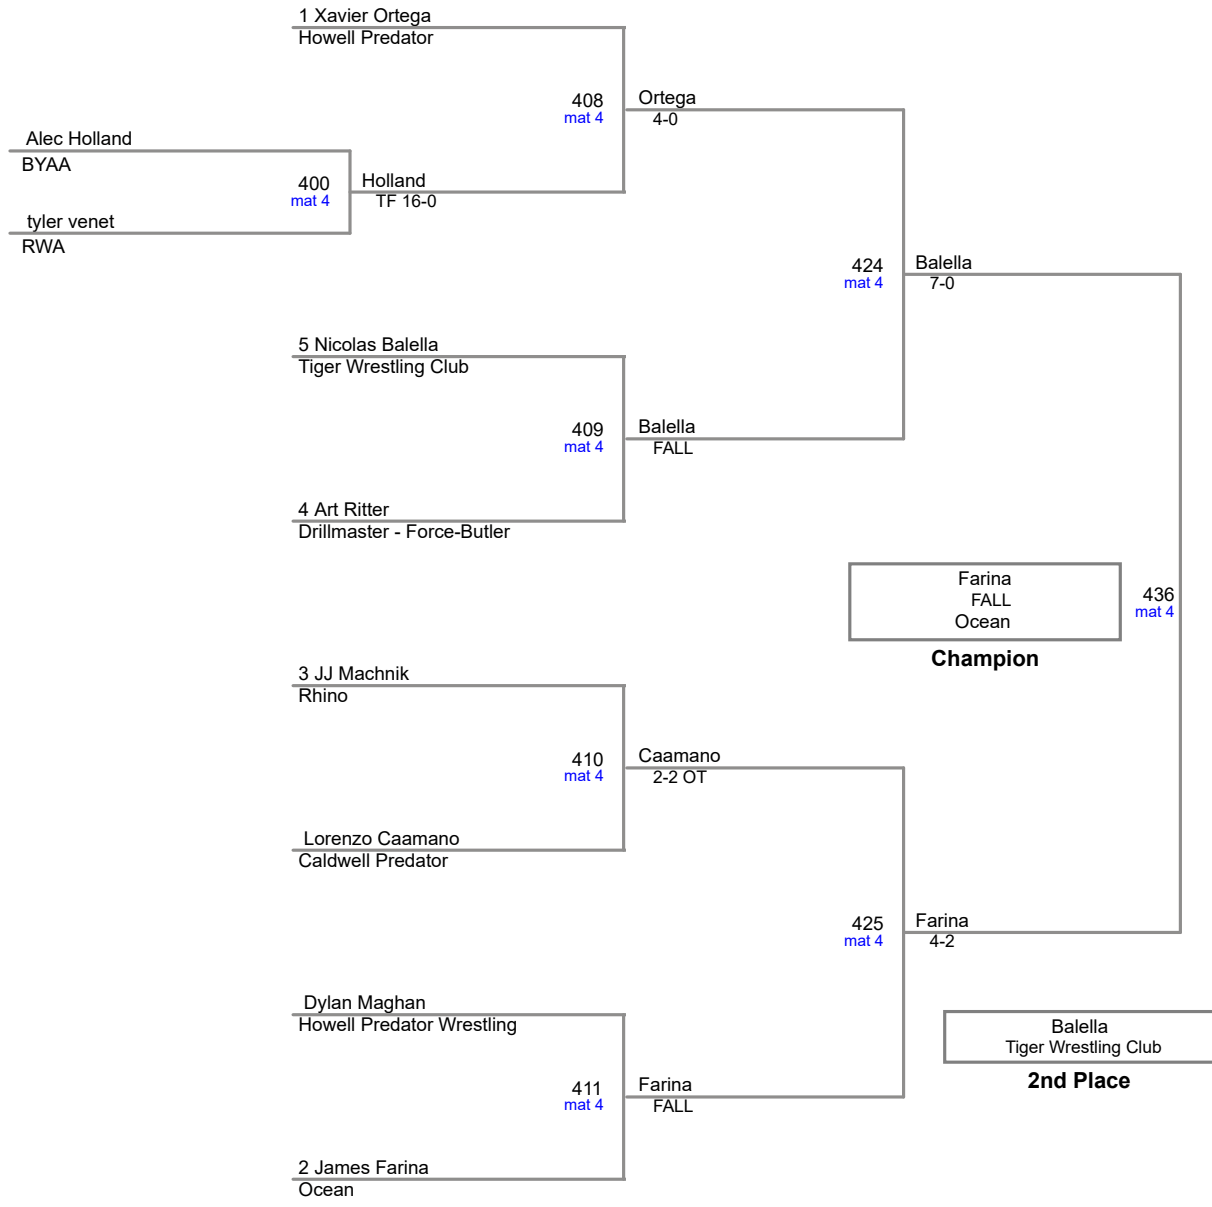 1 Xavier Ortega
Howell Predator
408
mat 4
Ortega
4-0
Alec Holland
BYAA
400
mat 4
Holland
TF 16-0
tyler venet
RWA
424
mat 4
Balella
7-0
5 Nicolas Balella
Tiger Wrestling Club
409
mat 4
Balella
FALL
4 Art Ritter
Drillmaster - Force-Butler
Farina
FALL
Ocean
Champion
436
mat 4
3 JJ Machnik
Rhino
410
mat 4
Caamano
2-2 OT
Lorenzo Caamano
Caldwell Predator
425
mat 4
Farina
4-2
Dylan Maghan
Howell Predator Wrestling
Balella
Tiger Wrestling Club
2nd Place
411
mat 4
Farina
FALL
2 James Farina
Ocean